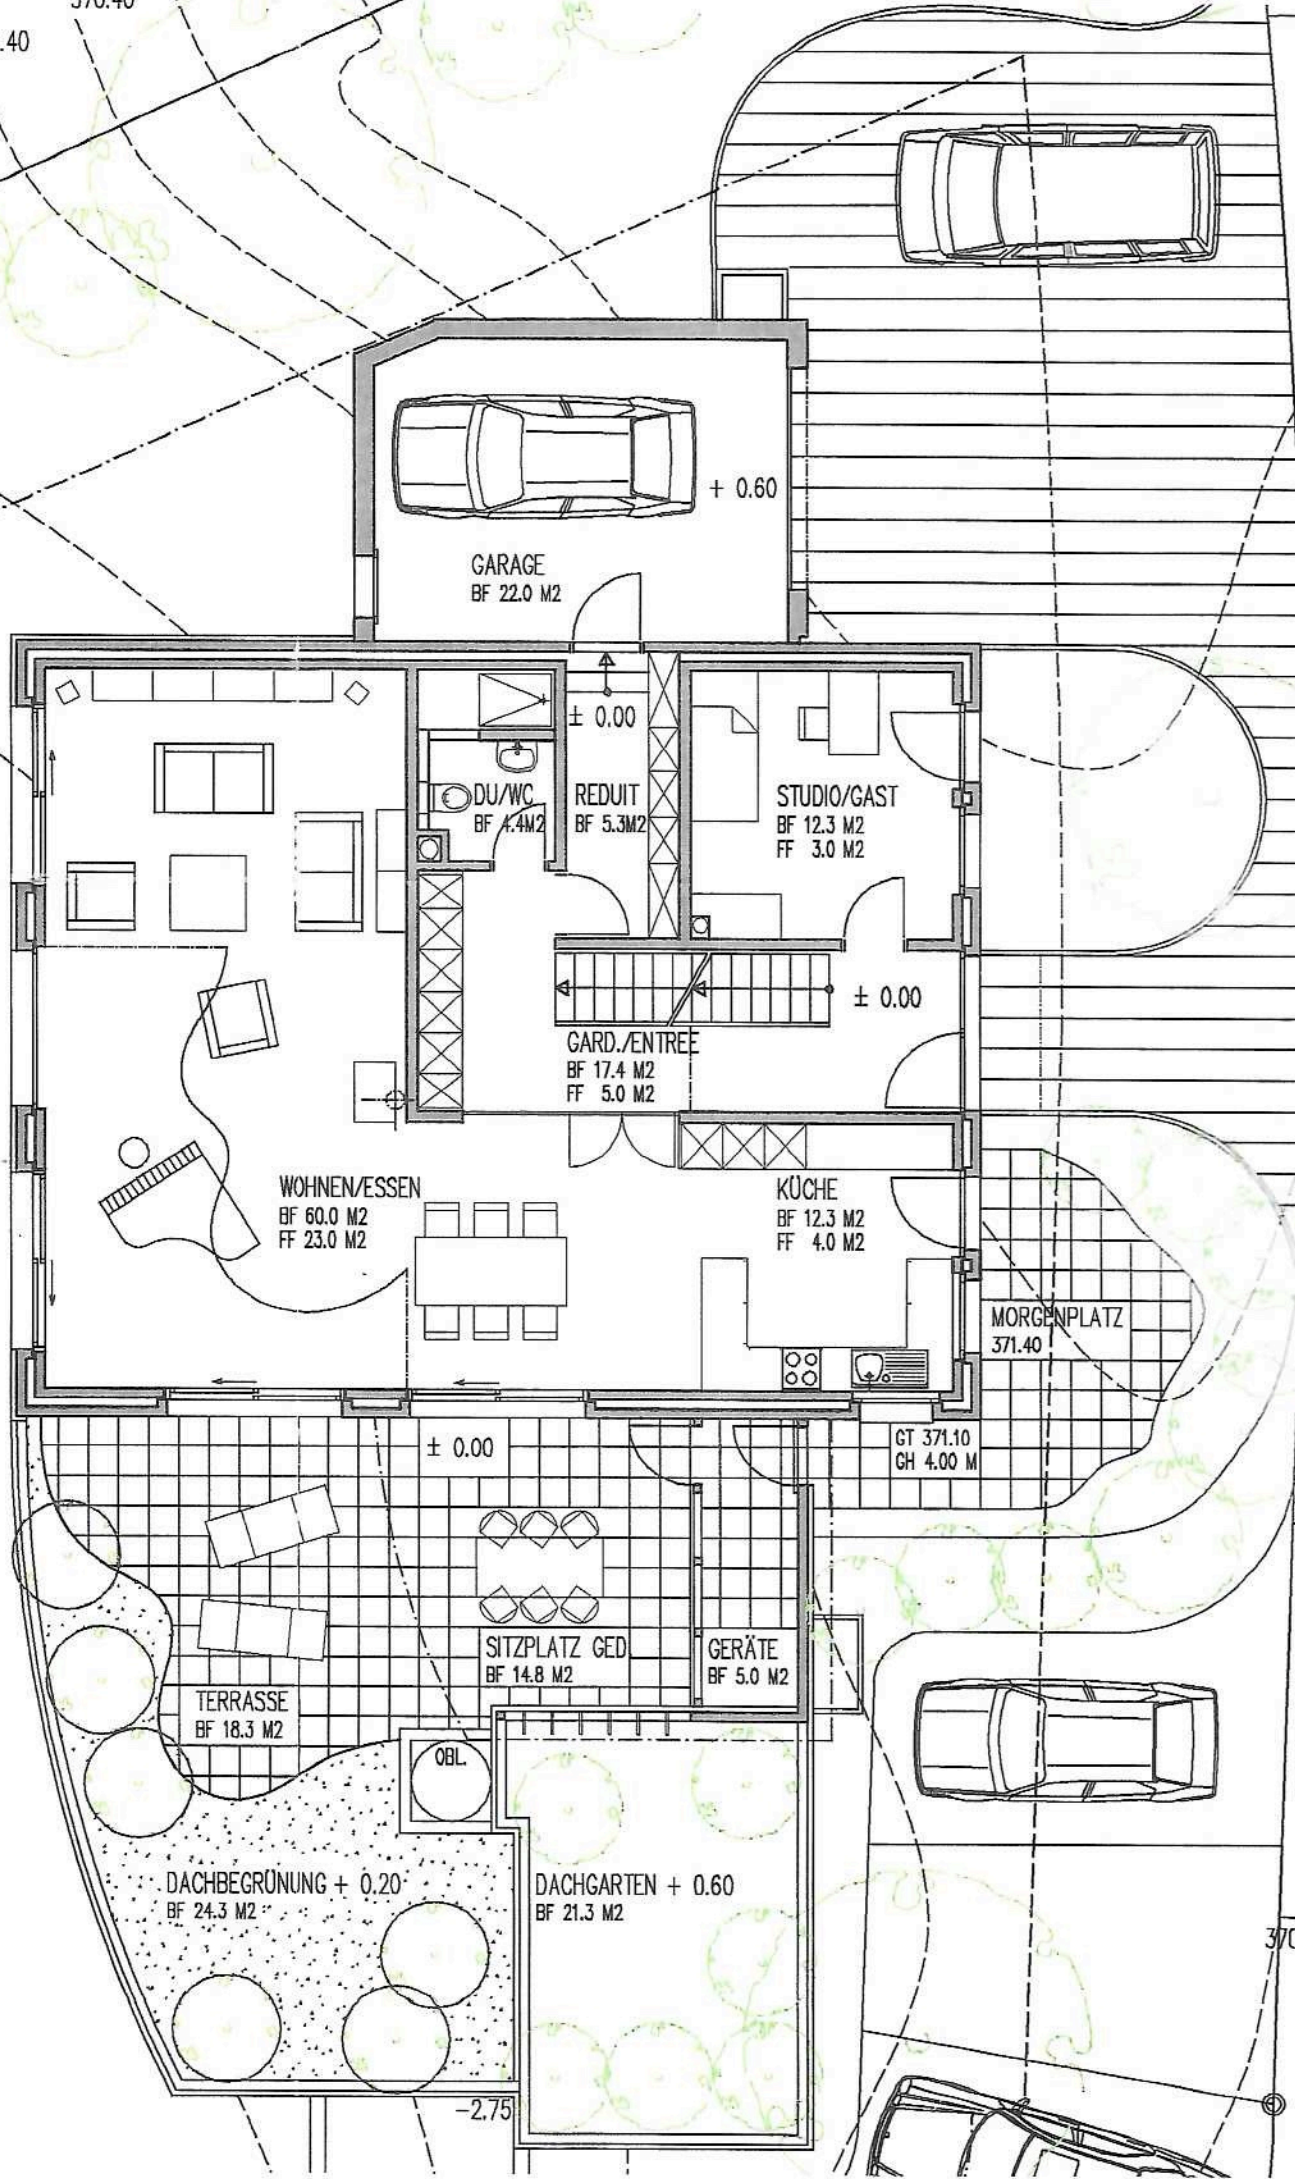 370.40
.40
+ 0.60
GARAGE
BF 22.0 M2
± 0.00
DU/WC
BF 4.4M2
REDUIT
BF 5.3M2
STUDIO/GAST
BF 12.3 M2
FF 3.0 M2
± 0.00
GARD./ENTREE
BF 17.4 M2
FF 5.0 M2
WOHNEN/ESSEN
BF 60.0 M2
FF 23.0 M2
KÜCHE
BF 12.3 M2
FF 4.0 M2
MORGENPLATZ
371.40
± 0.00
GT 371.10
GH 4.00 M
SITZPLATZ GED
BF 14.8 M2
GERÄTE
BF 5.0 M2
TERRASSE
BF 18.3 M2
OBL.
DACHBEGRÜNUNG + 0.20
BF 24.3 M2
DACHGARTEN + 0.60
BF 21.3 M2
370
-2.75